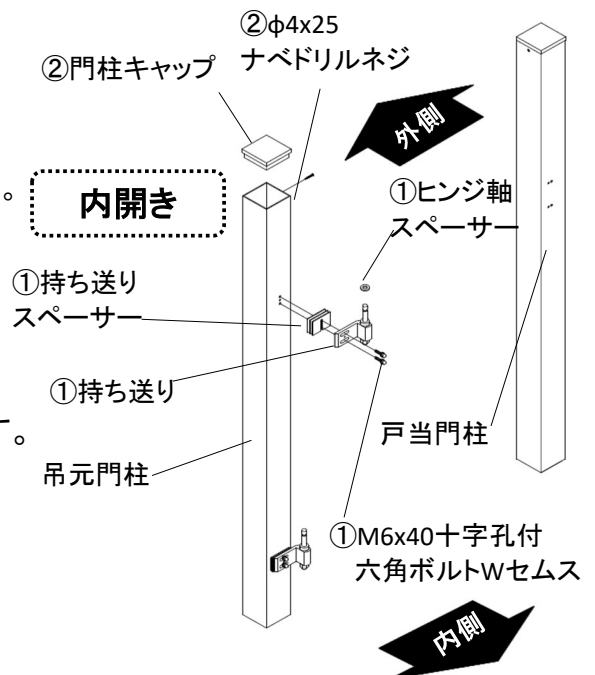 ②φ4x25
ナベドリルネジ
②門柱キャップ
外側
。
内開き
①ヒンジ軸
スペーサー
①持ち送り
スペーサー
①持ち送り
す。
戸当門柱
吊元門柱
①M6x40十字孔付
六角ボルトWセムス
内側